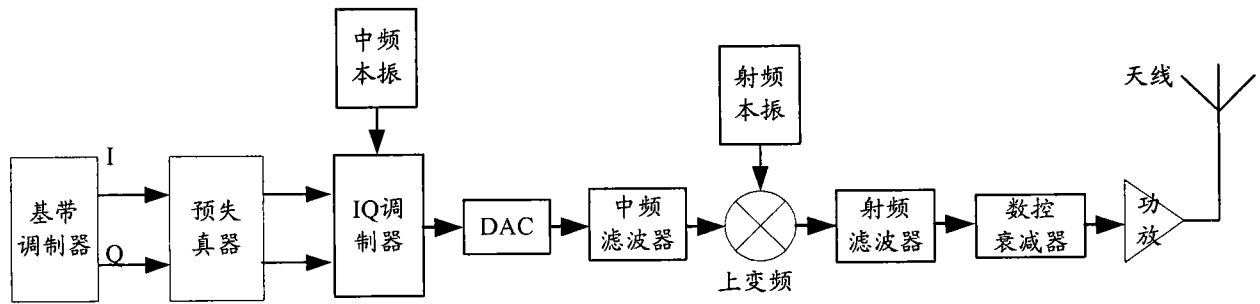 中频
本振
射频
本振
天线
I
Q
基带
调制器
预失
真器
IQ调
制器
DAC
中频
滤波器
上变频
射频
滤波器
数控
衰减器
功
放